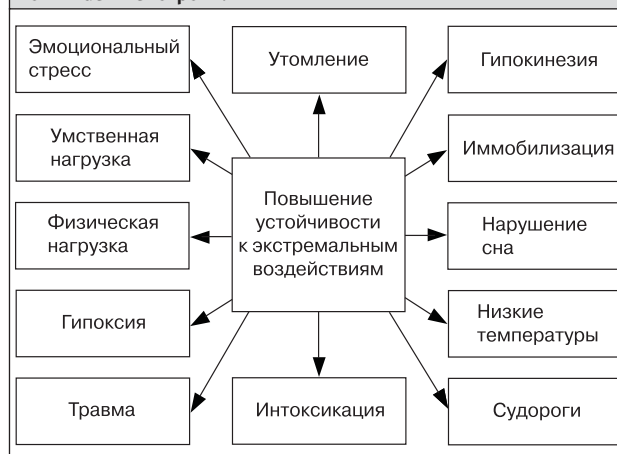 Эмоциональный
стресс
Утомление
Гипокинезия
Умственная
нагрузка
Иммобилизация
Повышение
устойчивости
к экстремальным
воздействиям
Физическая
нагрузка
Нарушение
сна
Гипоксия
Низкие
температуры
Травма
Интоксикация
Судороги